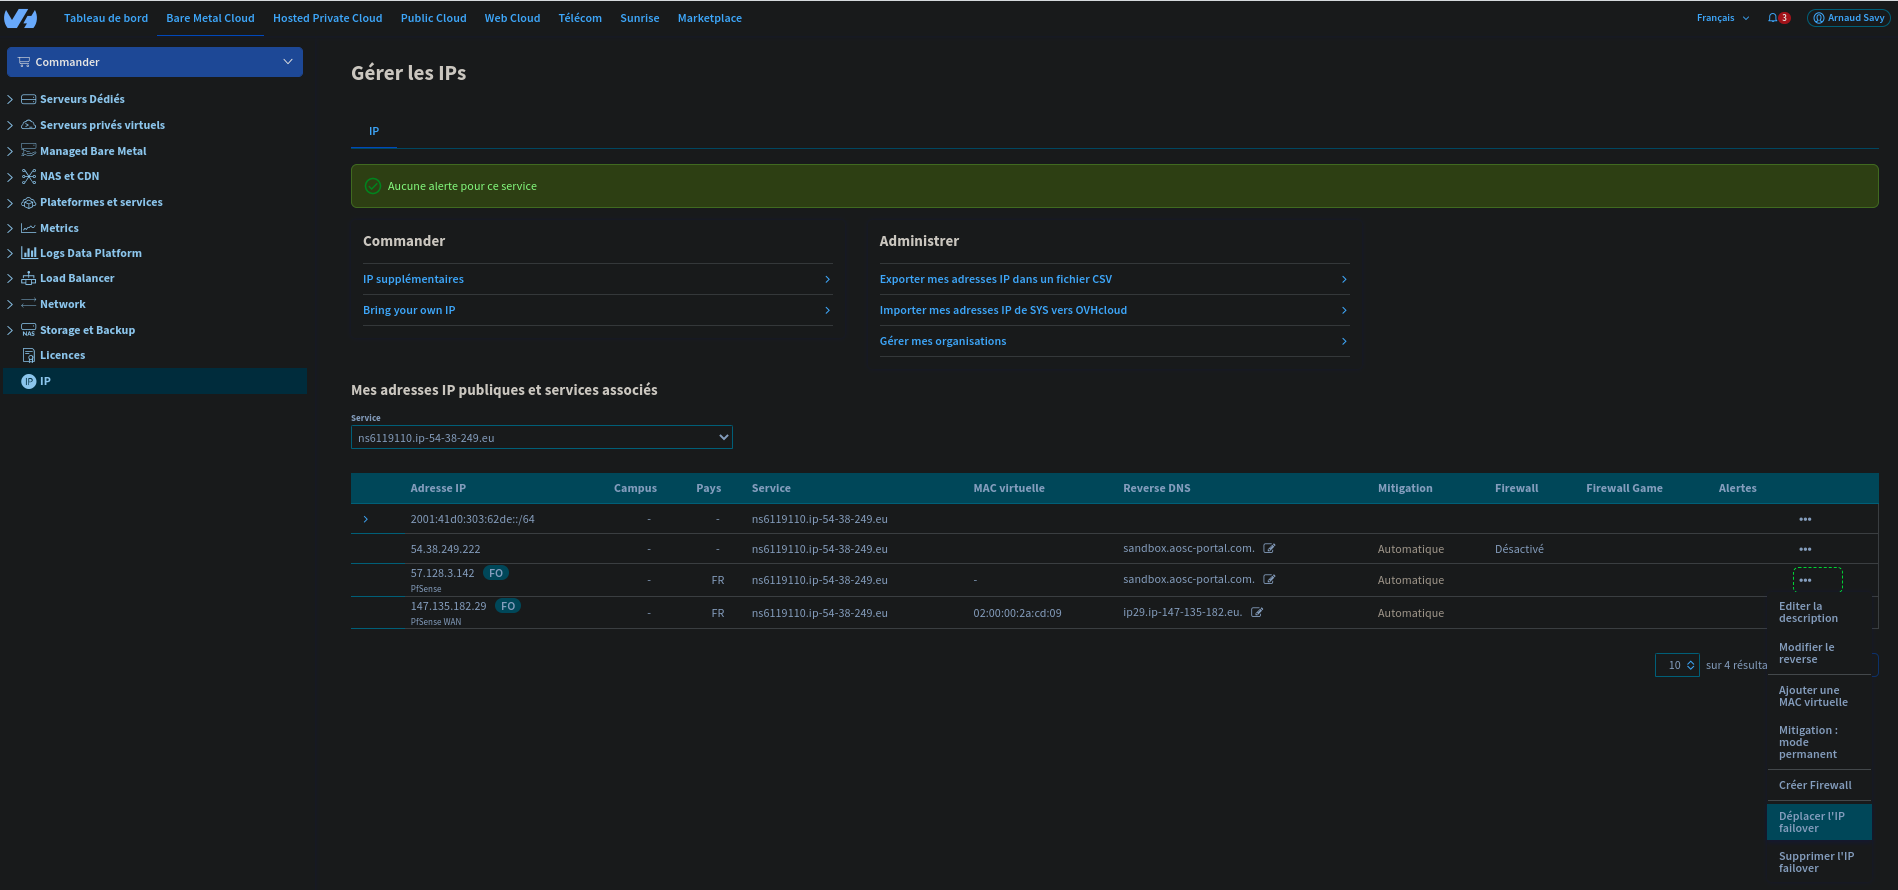 Tableau de bord Bare Metal Cloud Hosted Private Cloud Public Cloud Web Cloud Télécom Sunrise Marketplace Français 3 Arnaud Savy
Commander
Serveurs Dédiés
Serveurs privés virtuels
Managed Bare Metal
NAS et CDN
Plateformes et services
Metrics
Logs Data Platform
Load Balancer
Network
NAS Storage et Backup
Licences
IP IP
Gérer les IPs
IP
Aucune alerte pour ce service
Commander
IP supplémentaires
Bring your own IP
Administrer
Exporter mes adresses IP dans un fichier CSV
Importer mes adresses IP de SYS vers OVHcloud
Gérer mes organisations
Mes adresses IP publiques et services associés
Service
ns6119110.ip-54-38-249.eu
Adresse IP Campus Pays Service MAC virtuelle Reverse DNS Mitigation Firewall Firewall Game Alertes
2001:41d0:303:62de::/64 - - ns6119110.ip-54-38-249.eu
54.38.249.222 - - ns6119110.ip-54-38-249.eu sandbox.aosc-portal.com. Automatique Désactivé
57.128.3.142 FO - FR ns6119110.ip-54-38-249.eu - sandbox.aosc-portal.com. Automatique
PfSense
147.135.182.29 FO - FR ns6119110.ip-54-38-249.eu 02:00:00:2a:cd:09 ip29.ip-147-135-182.eu. Automatique
PfSense WAN
10 sur 4 résulta
Editer la
description
Modifier le
reverse
Ajouter une
MAC virtuelle
Mitigation :
mode
permanent
Créer Firewall
Déplacer l'IP
failover
Supprimer l'IP
failover